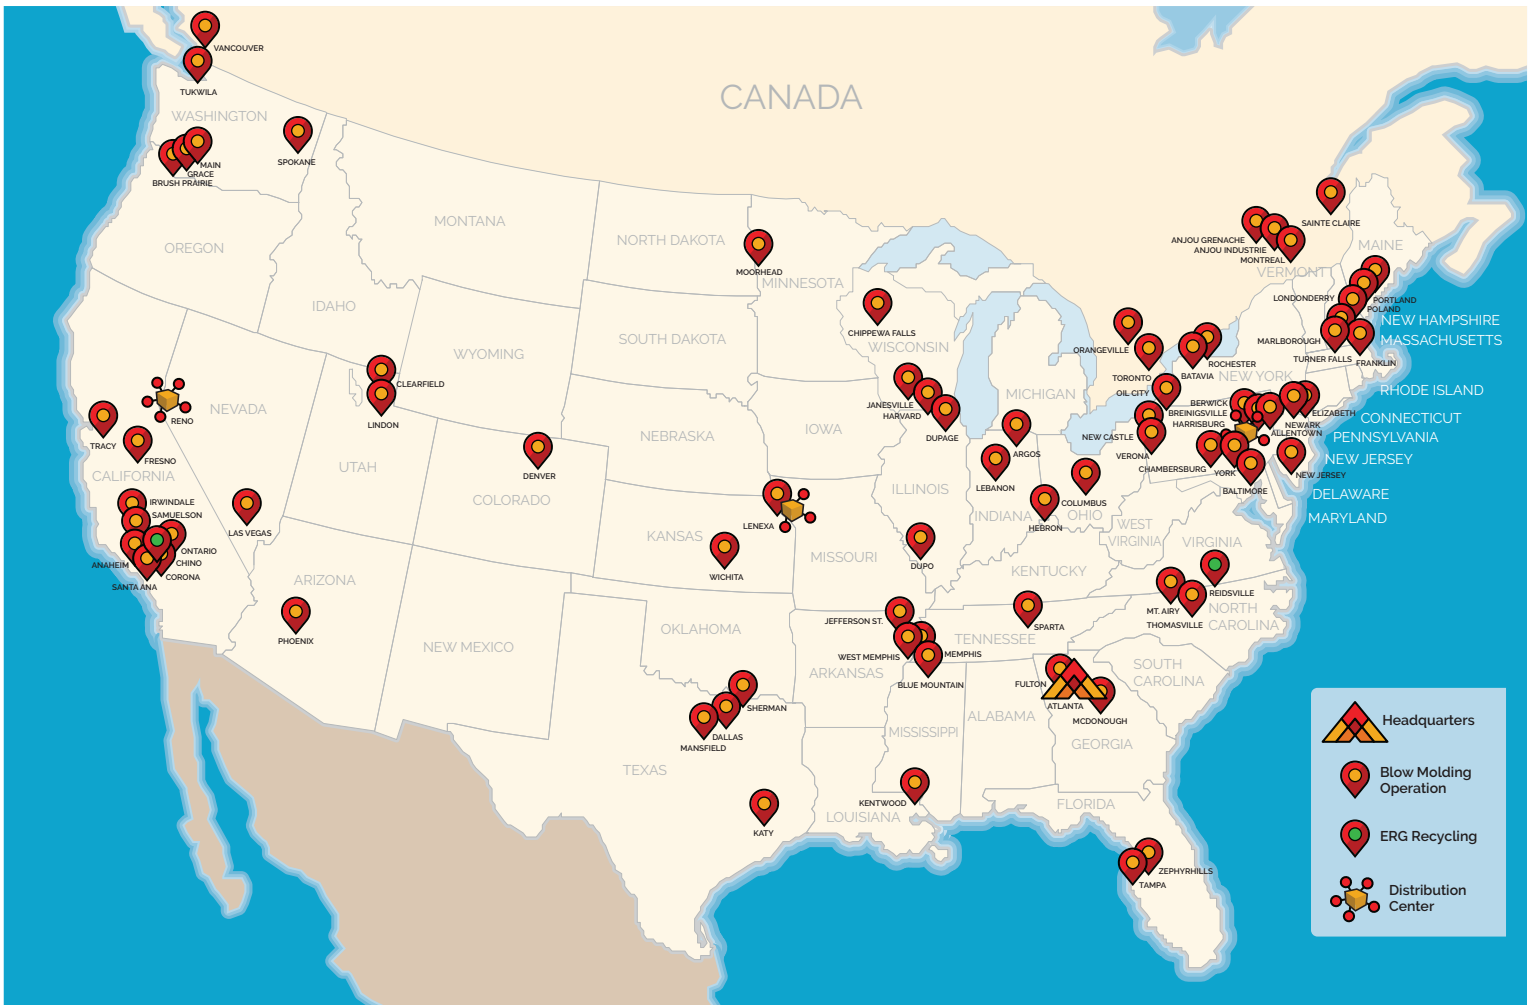 VANCOUVER
TUKWILA
CANADA
WASHINGTON
SPOKANE
MAIN
GRACE
BRUSH PRAIRIE
SAINTE CLAIRE
MONTANA
NORTH DAKOTA
ANJOU GRENACHE
ANJOU INDUSTRIE
MONTREAL
MAINE
OREGON
MOORHEAD
MINNESOTA
VERMONT
LONDONDERRY
PORTLAND
POLAND
IDAHO
CHIPPEWA FALLS
WISCONSIN
NEW HAMPSHIRE
SOUTH DAKOTA
MARLBOROUGH
MASSACHUSETTS
WYOMING
ORANGEVILLE
TURNER FALLS
FRANKLIN
ROCHESTER
TORONTO
BATAVIA
NEW YORK
CLEARFIELD
MICHIGAN
OIL CITY
RHODE ISLAND
NEVADA
JANESVILLE
HARVARD
BERWICK
BREINIGSVILLE
ELIZABETH
CONNECTICUT
RENO
LINDON
NEBRASKA
IOWA
DUPAGE
HARRISBURG
NEWARK
ALLENTOWN
PENNSYLVANIA
TRACY
NEW CASTLE
VERONA
ARGOS
FRESNO
CALIFORNIA
UTAH
DENVER
CHAMBERSBURG
YORK
NEW JERSEY
NEW JERSEY
LEBANON
ILLINOIS
BALTIMORE
DELAWARE
COLORADO
IRWINDALE
SAMUELSON
COLUMBUS
OHIO
INDIANA
HEBRON
MARYLAND
LENEXA
LAS VEGAS
KANSAS
WEST
VIRGINIA
VIRGINIA
MISSOURI
ONTARIO
CHINO
CORONA
ANAHEIM
SANTA ANA
DUPO
WICHITA
KENTUCKY
ARIZONA
REIDSVILLE
MT. AIRY
NORTH
CAROLINA
THOMASVILLE
PHOENIX
JEFFERSON ST.
SPARTA
OKLAHOMA
TENNESSEE
NEW MEXICO
WEST MEMPHIS
MEMPHIS
ARKANSAS
BLUE MOUNTAIN
SOUTH
CAROLINA
FULTON
ATLANTA
MCDONOUGH
SHERMAN
DALLAS
MANSFIELD
MISSISSIPPI
ALABAMA
GEORGIA
TEXAS
KENTWOOD
LOUISIANA
FLORIDA
KATY
ZEPHYRHILLS
TAMPA
Headquarters
Blow Molding
Operation
ERG Recycling
Distribution
Center